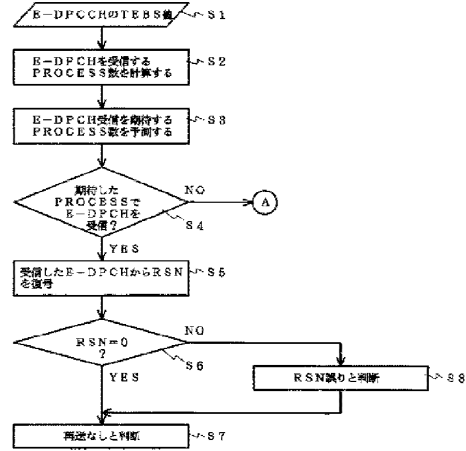 E－DPCCHのTEBS値
S1
E－DPCHを受信する
PROCESS数を計算する
S2
E－DPCH受信を期待する
PROCESS数を予測する
S3
期待した
PROCESSで
E－DPCHを
受信？
S4
NO
A
YES
受信したE－DPCHからRSN
を復号
S5
RSN＝0
？
S6
NO
YES
RSN誤りと判断
S8
再送なしと判断
S7